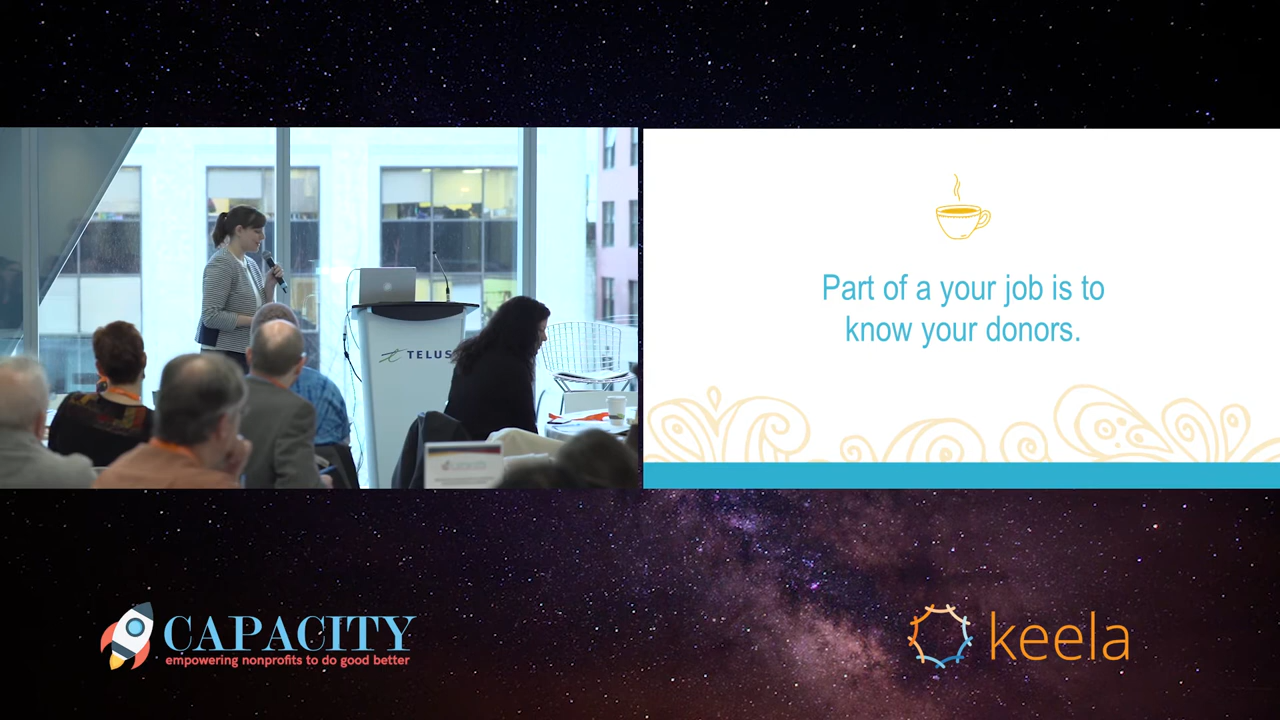 TELUS
Part of a your job is to
know your donors.
CAPACITY
empowering nonprofits to do good better
keela